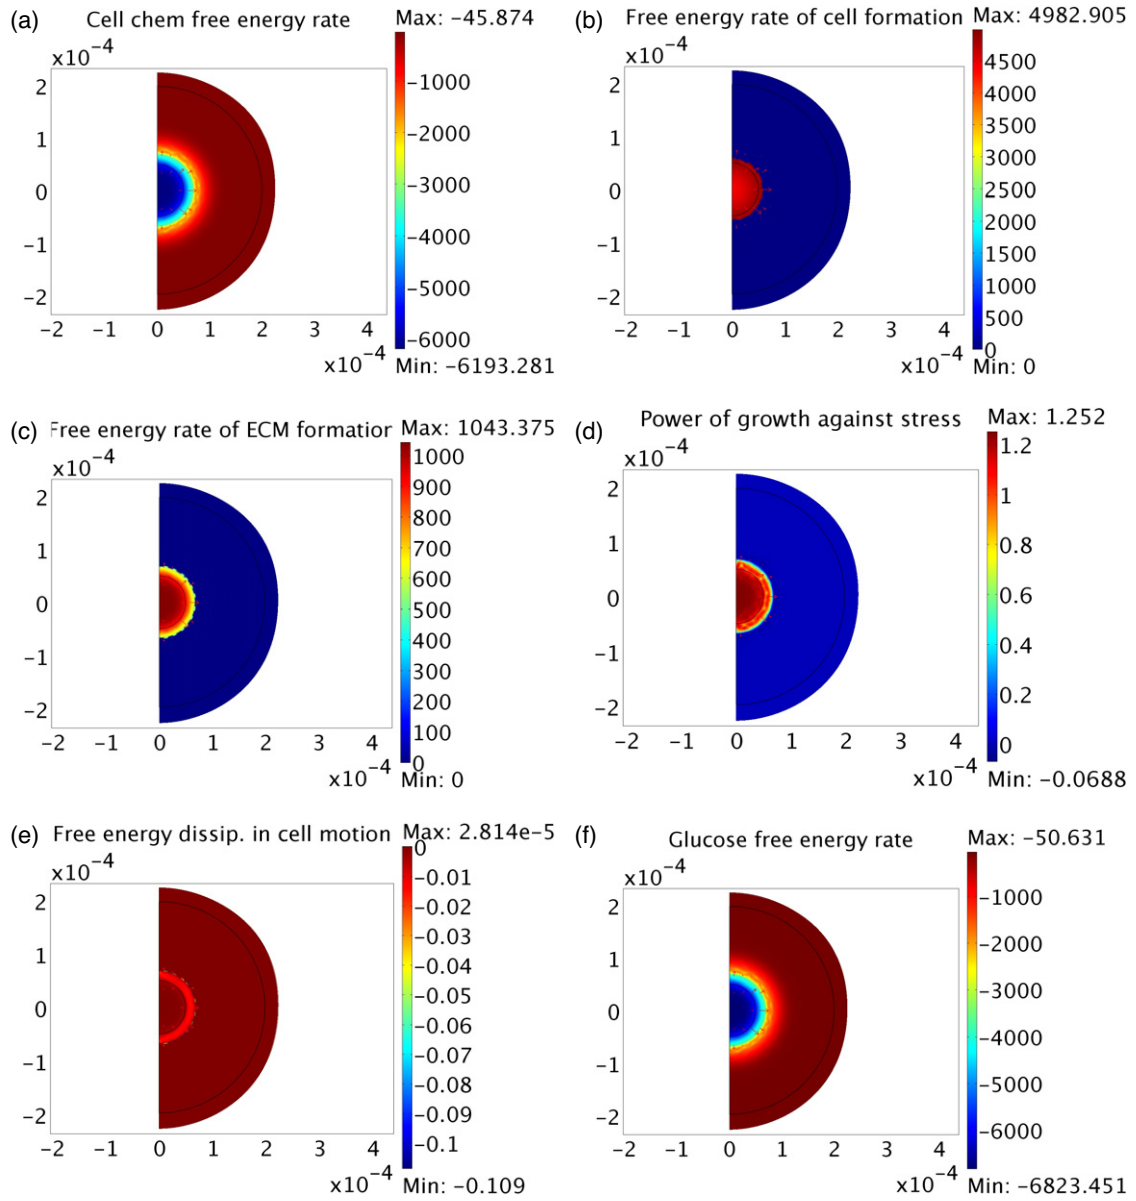 (a) Cell chem free energy rate Max: −45.874
x10−4
2
1
0
−1
−2
−2 −1 0 1 2 3 4
x10−4
−1000
−2000
−3000
−4000
−5000
−6000
Min: −6193.281
(b) Free energy rate of cell formation Max: 4982.905
x10−4
2
1
0
−1
−2
−2 −1 0 1 2 3 4
x10−4
4500
4000
3500
3000
2500
2000
1500
1000
500
0
Min: 0
(c) Free energy rate of ECM formation Max: 1043.375
x10−4
2
1
0
−1
−2
−2 −1 0 1 2 3 4
x10−4
1000
900
800
700
600
500
400
300
200
100
0
Min: 0
(d) Power of growth against stress Max: 1.252
x10−4
2
1
0
−1
−2
−2 −1 0 1 2 3 4
x10−4
1.2
1
0.8
0.6
0.4
0.2
0
Min: −0.0688
(e) Free energy dissip. in cell motion Max: 2.814e−5
x10−4
2
1
0
−1
−2
−2 −1 0 1 2 3 4
x10−4
0
−0.01
−0.02
−0.03
−0.04
−0.05
−0.06
−0.07
−0.08
−0.09
−0.1
Min: −0.109
(f) Glucose free energy rate Max: −50.631
x10−4
2
1
0
−1
−2
−2 −1 0 1 2 3 4
x10−4
−1000
−2000
−3000
−4000
−5000
−6000
Min: −6823.451